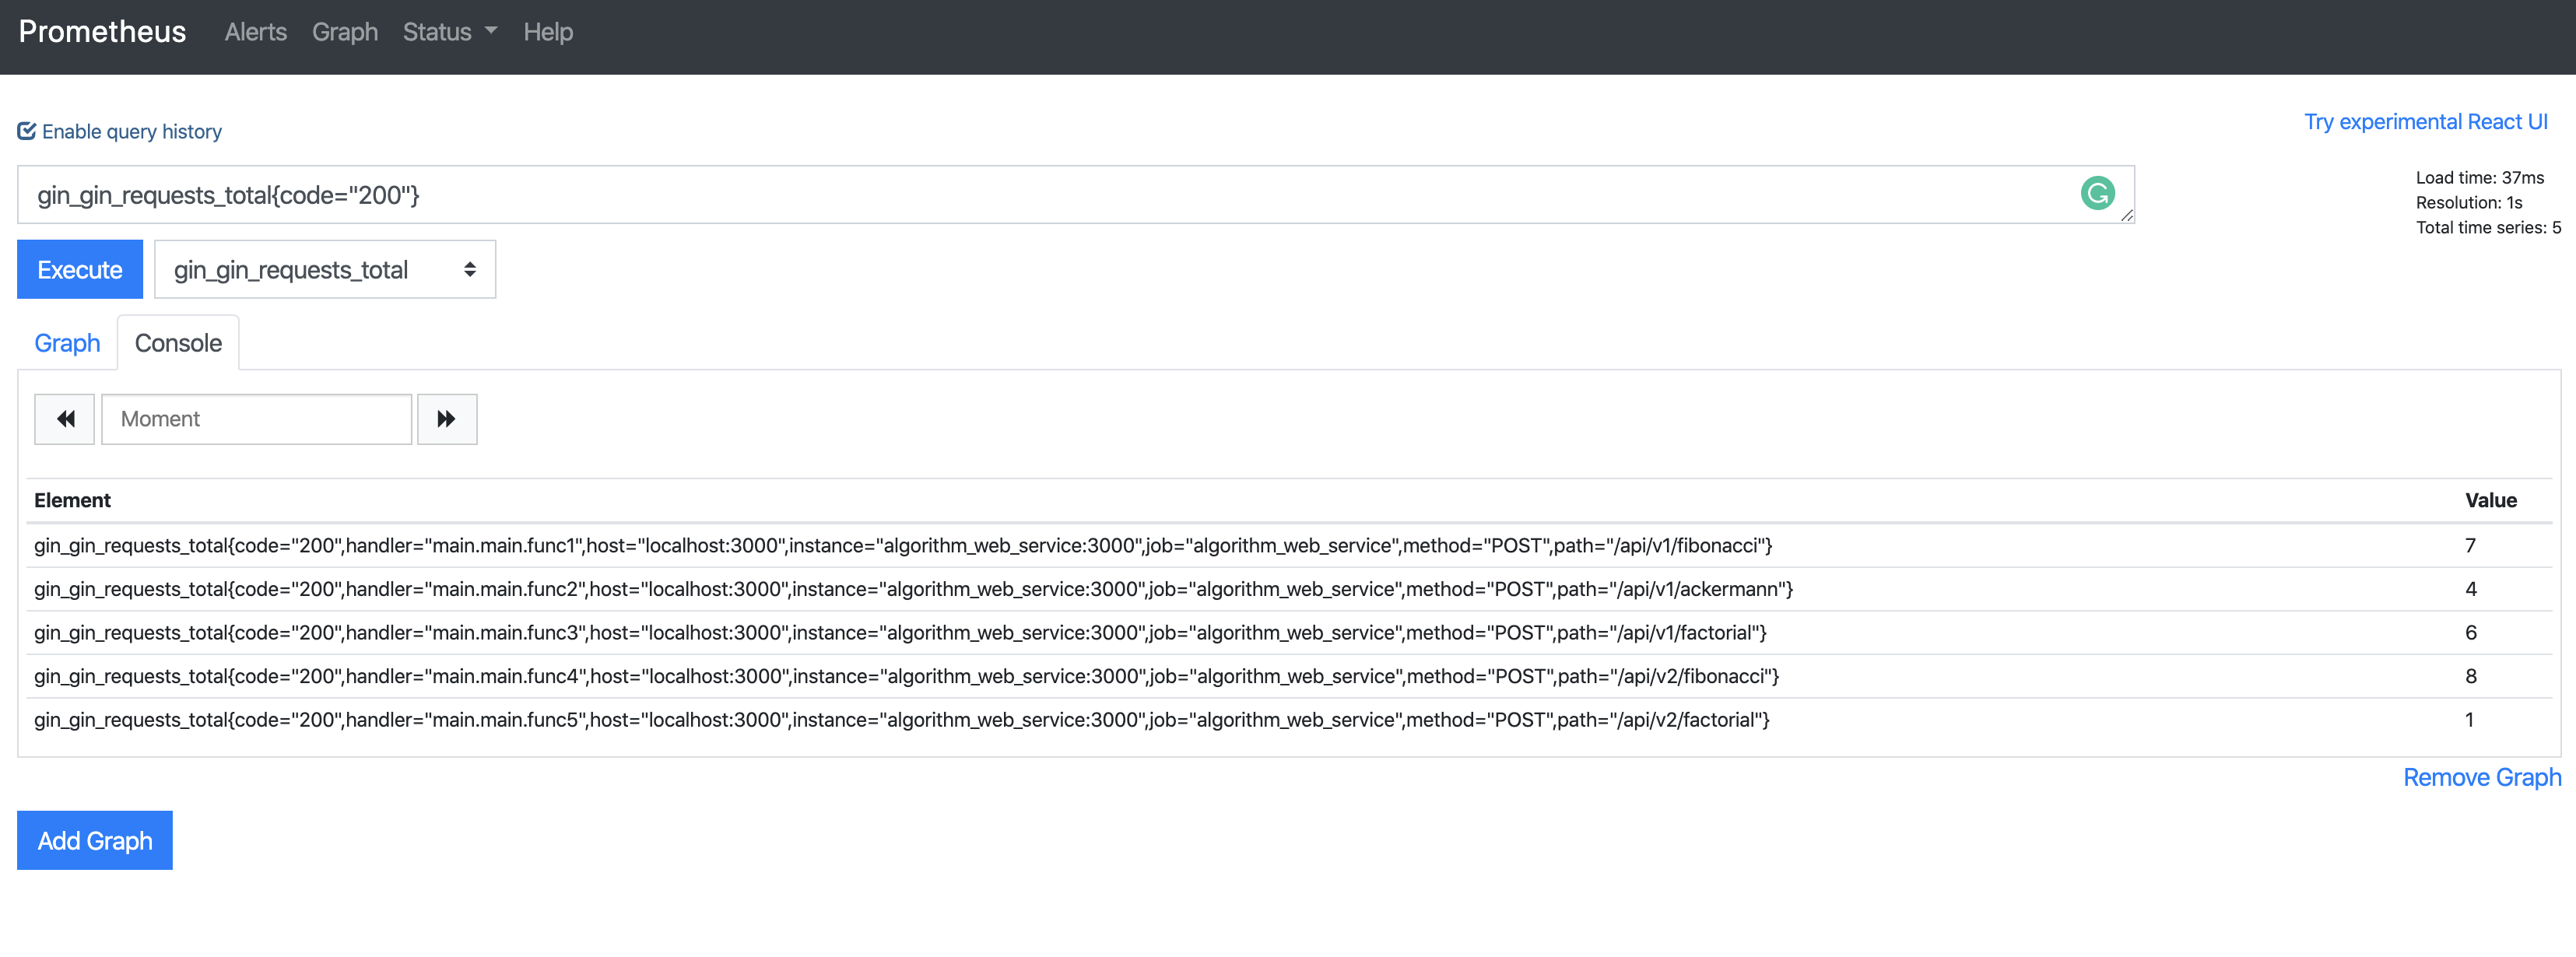 Prometheus Alerts Graph Status Help
Enable query history
Try experimental React UI
gin_gin_requests_total{code="200"}
Load time: 37ms
Resolution: 1s
Total time series: 5
Execute gin_gin_requests_total
Graph Console
Moment
Element Value
gin_gin_requests_total{code="200",handler="main.main.func1",host="localhost:3000",instance="algorithm_web_service:3000",job="algorithm_web_service",method="POST",path="/api/v1/fibonacci"} 7
gin_gin_requests_total{code="200",handler="main.main.func2",host="localhost:3000",instance="algorithm_web_service:3000",job="algorithm_web_service",method="POST",path="/api/v1/ackermann"} 4
gin_gin_requests_total{code="200",handler="main.main.func3",host="localhost:3000",instance="algorithm_web_service:3000",job="algorithm_web_service",method="POST",path="/api/v1/factorial"} 6
gin_gin_requests_total{code="200",handler="main.main.func4",host="localhost:3000",instance="algorithm_web_service:3000",job="algorithm_web_service",method="POST",path="/api/v2/fibonacci"} 8
gin_gin_requests_total{code="200",handler="main.main.func5",host="localhost:3000",instance="algorithm_web_service:3000",job="algorithm_web_service",method="POST",path="/api/v2/factorial"} 1
Remove Graph
Add Graph